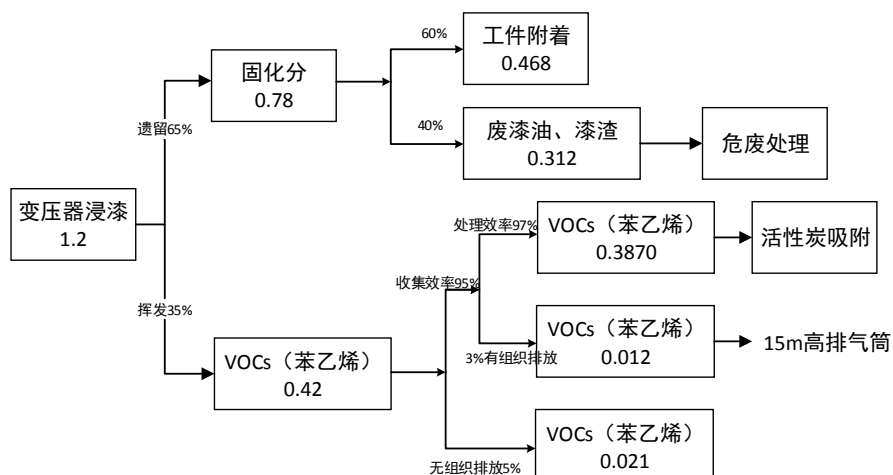 60%
工件附着
0.468
固化分
0.78
遗留65%
40%
废漆油、漆渣
0.312
危废处理
变压器浸漆
1.2
处理效率97%
VOCs（苯乙烯）
0.3870
活性炭吸附
收集效率95%
挥发35%
VOCs（苯乙烯）
0.42
3%有组织排放
VOCs（苯乙烯）
0.012
15m高排气筒
无组织排放5%
VOCs（苯乙烯）
0.021